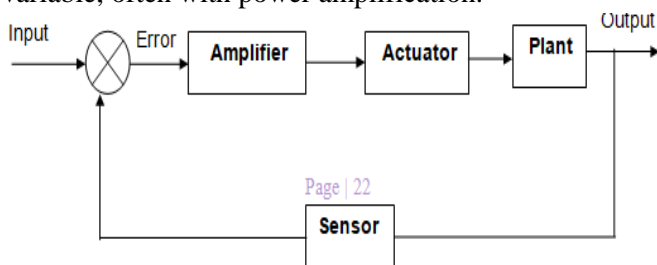 variable, often with power amplification.
Input Error Amplifier Actuator Plant Output
Page | 22
Sensor